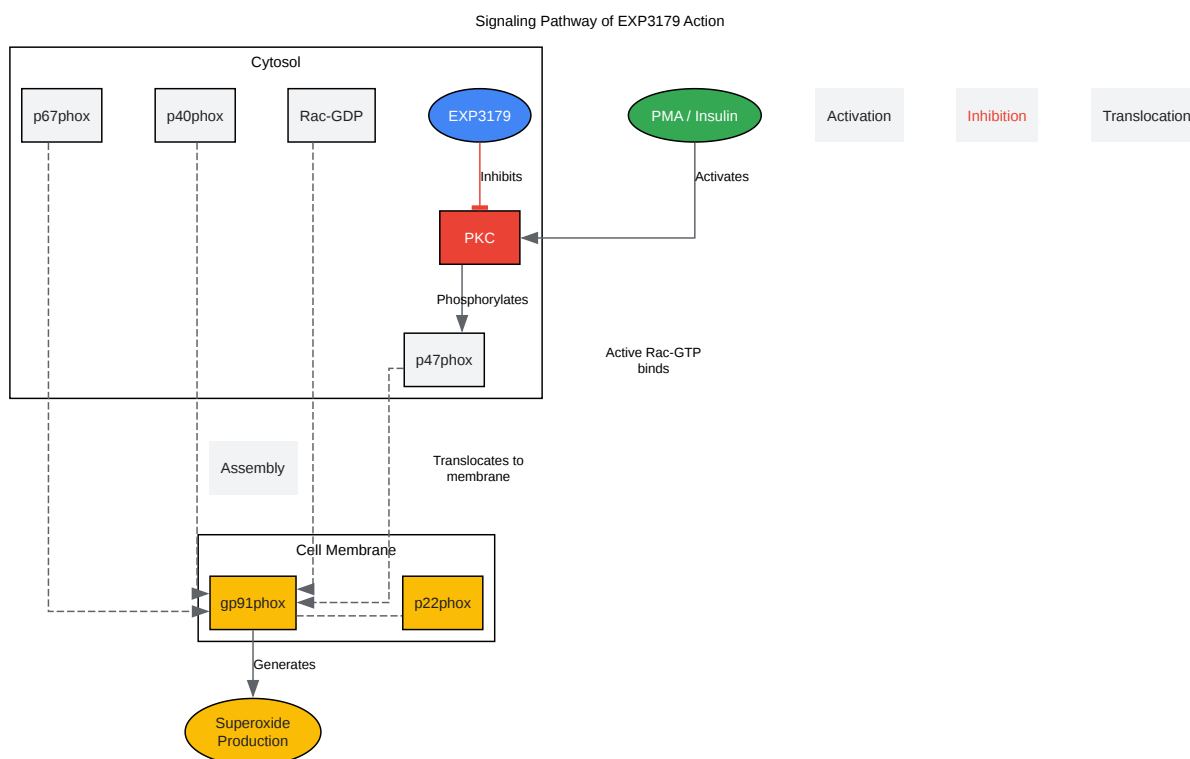 Signaling Pathway of EXP3179 Action
Cytosol
p67phox
p40phox
Rac-GDP
EXP3179
PMA / Insulin
Activation
Inhibition
Translocation
Inhibits
Activates
PKC
Phosphorylates
p47phox
Active Rac-GTP
binds
Assembly
Translocates to
membrane
Cell Membrane
gp91phox
p22phox
Generates
Superoxide
Production